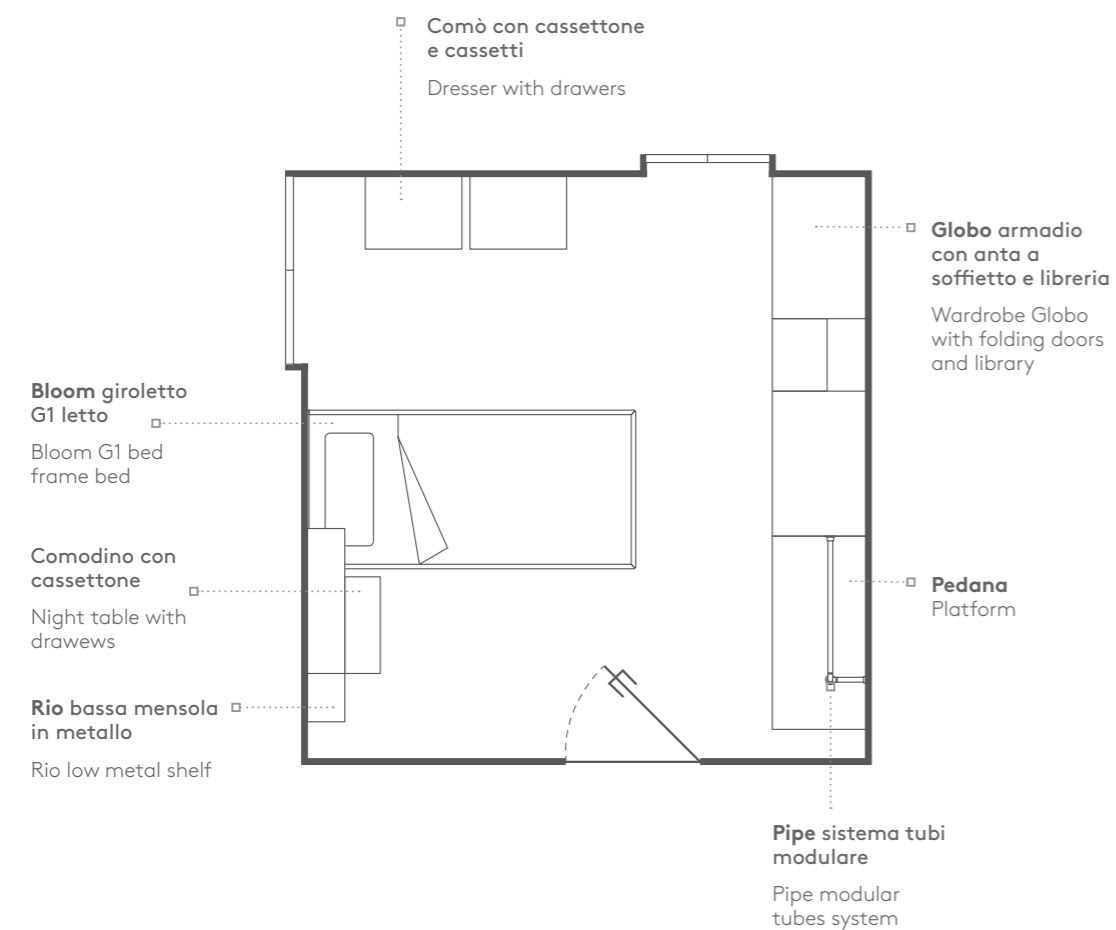 Comò con cassettone
e cassetti
Dresser with drawers
Globo armadio
con anta a
soffietto e libreria
Wardrobe Globo
with folding doors
and library
Bloom giroletto
G1 letto
Bloom G1 bed
frame bed
Comodino con
cassettone
Night table with
drawews
Pedana
Platform
Rio bassa mensola
in metallo
Rio low metal shelf
Pipe sistema tubi
modulare
Pipe modular
tubes system